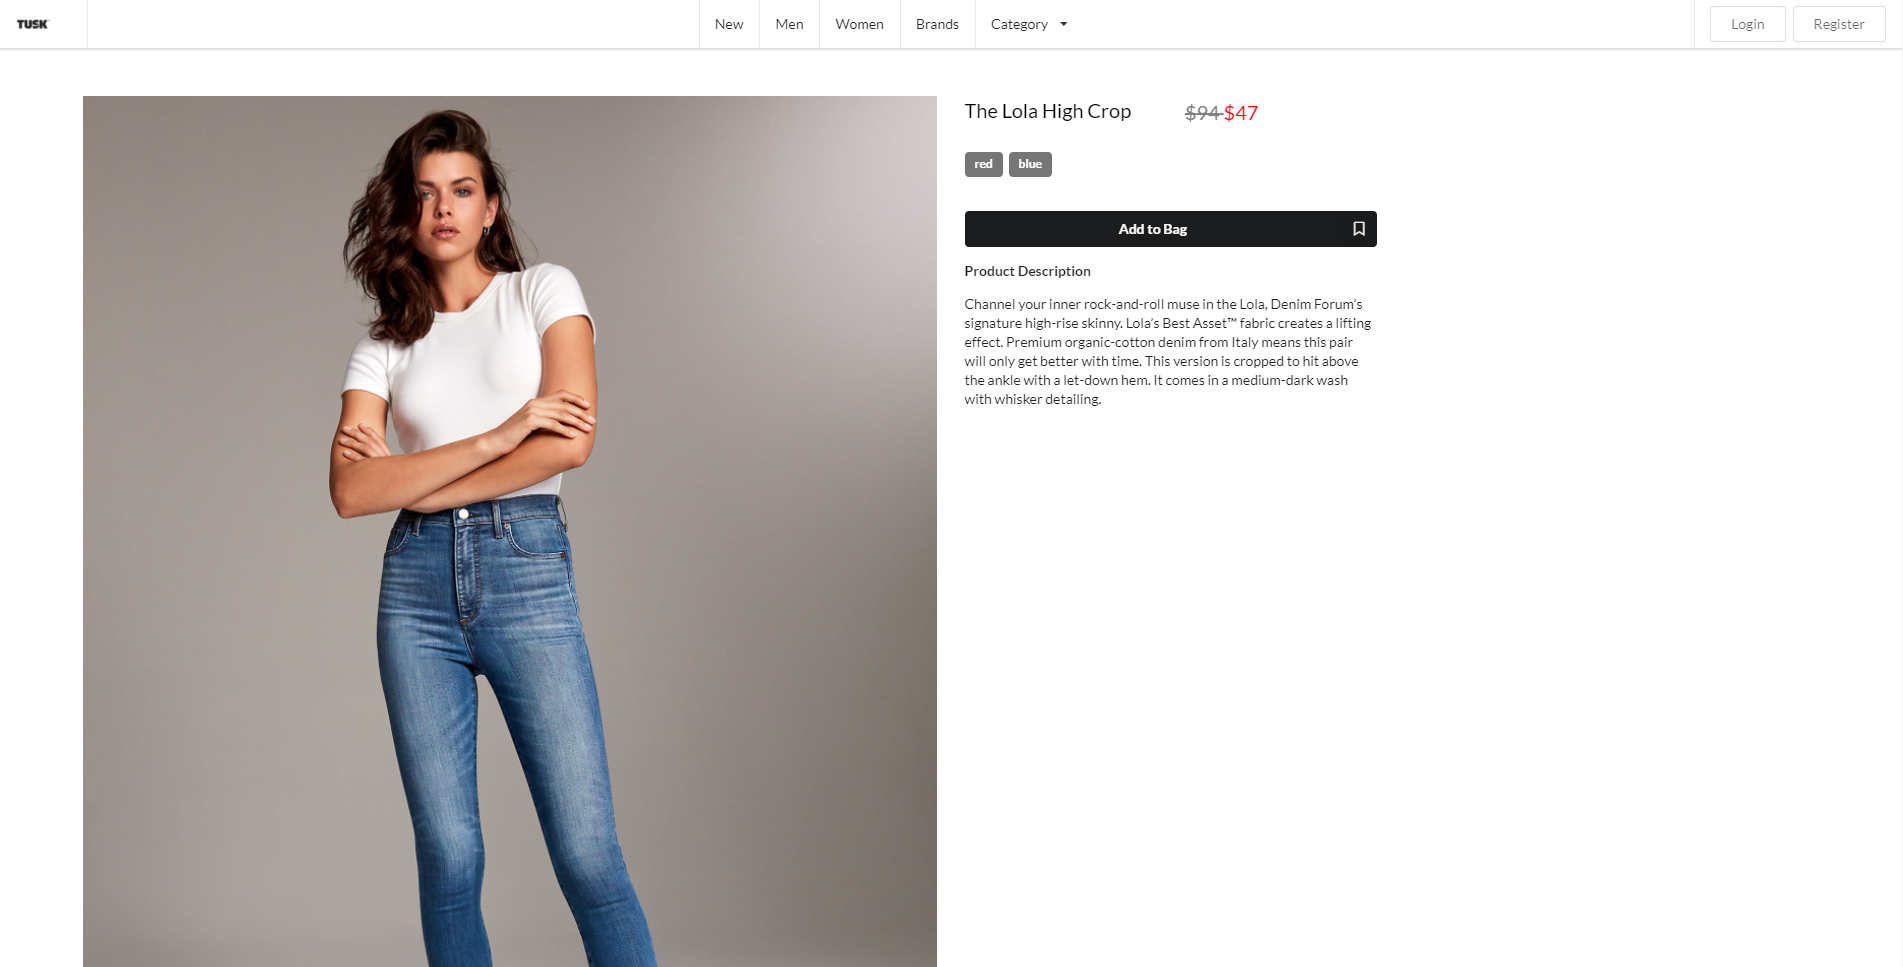 TUSK
New
Men
Women
Brands
Category
Login
Register
The Lola High Crop
$94 $47
red
blue
Add to Bag
Product Description
Channel your inner rock-and-roll muse in the Lola, Denim Forum’s
signature high-rise skinny. Lola’s Best Asset™ fabric creates a lifting
effect. Premium organic-cotton denim from Italy means this pair
will only get better with time. This version is cropped to hit above
the ankle with a let-down hem. It comes in a medium-dark wash
with whisker detailing.